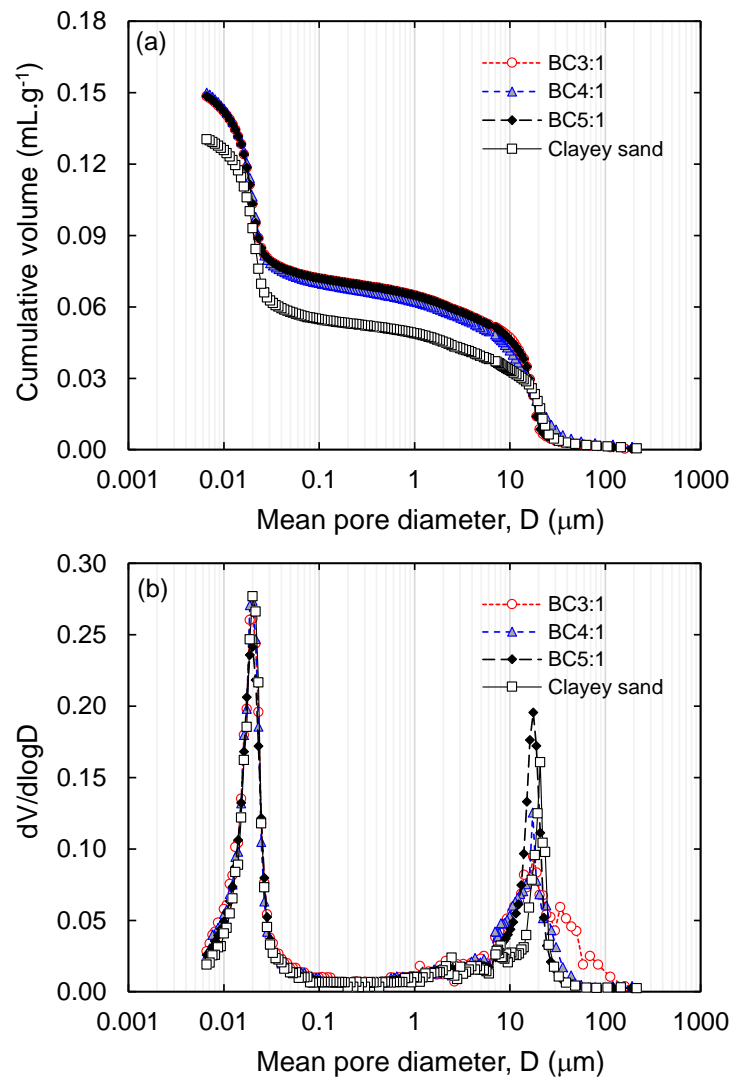 (a)
0.18
0.15
0.12
0.09
0.06
0.03
0.00
Cumulative volume (mL.g⁻¹)
BC3:1
BC4:1
BC5:1
Clayey sand
0.001 0.01 0.1 1 10 100 1000
Mean pore diameter, D (μm)
(b)
0.30
0.25
0.20
0.15
0.10
0.05
0.00
dV/dlogD
BC3:1
BC4:1
BC5:1
Clayey sand
0.001 0.01 0.1 1 10 100 1000
Mean pore diameter, D (μm)